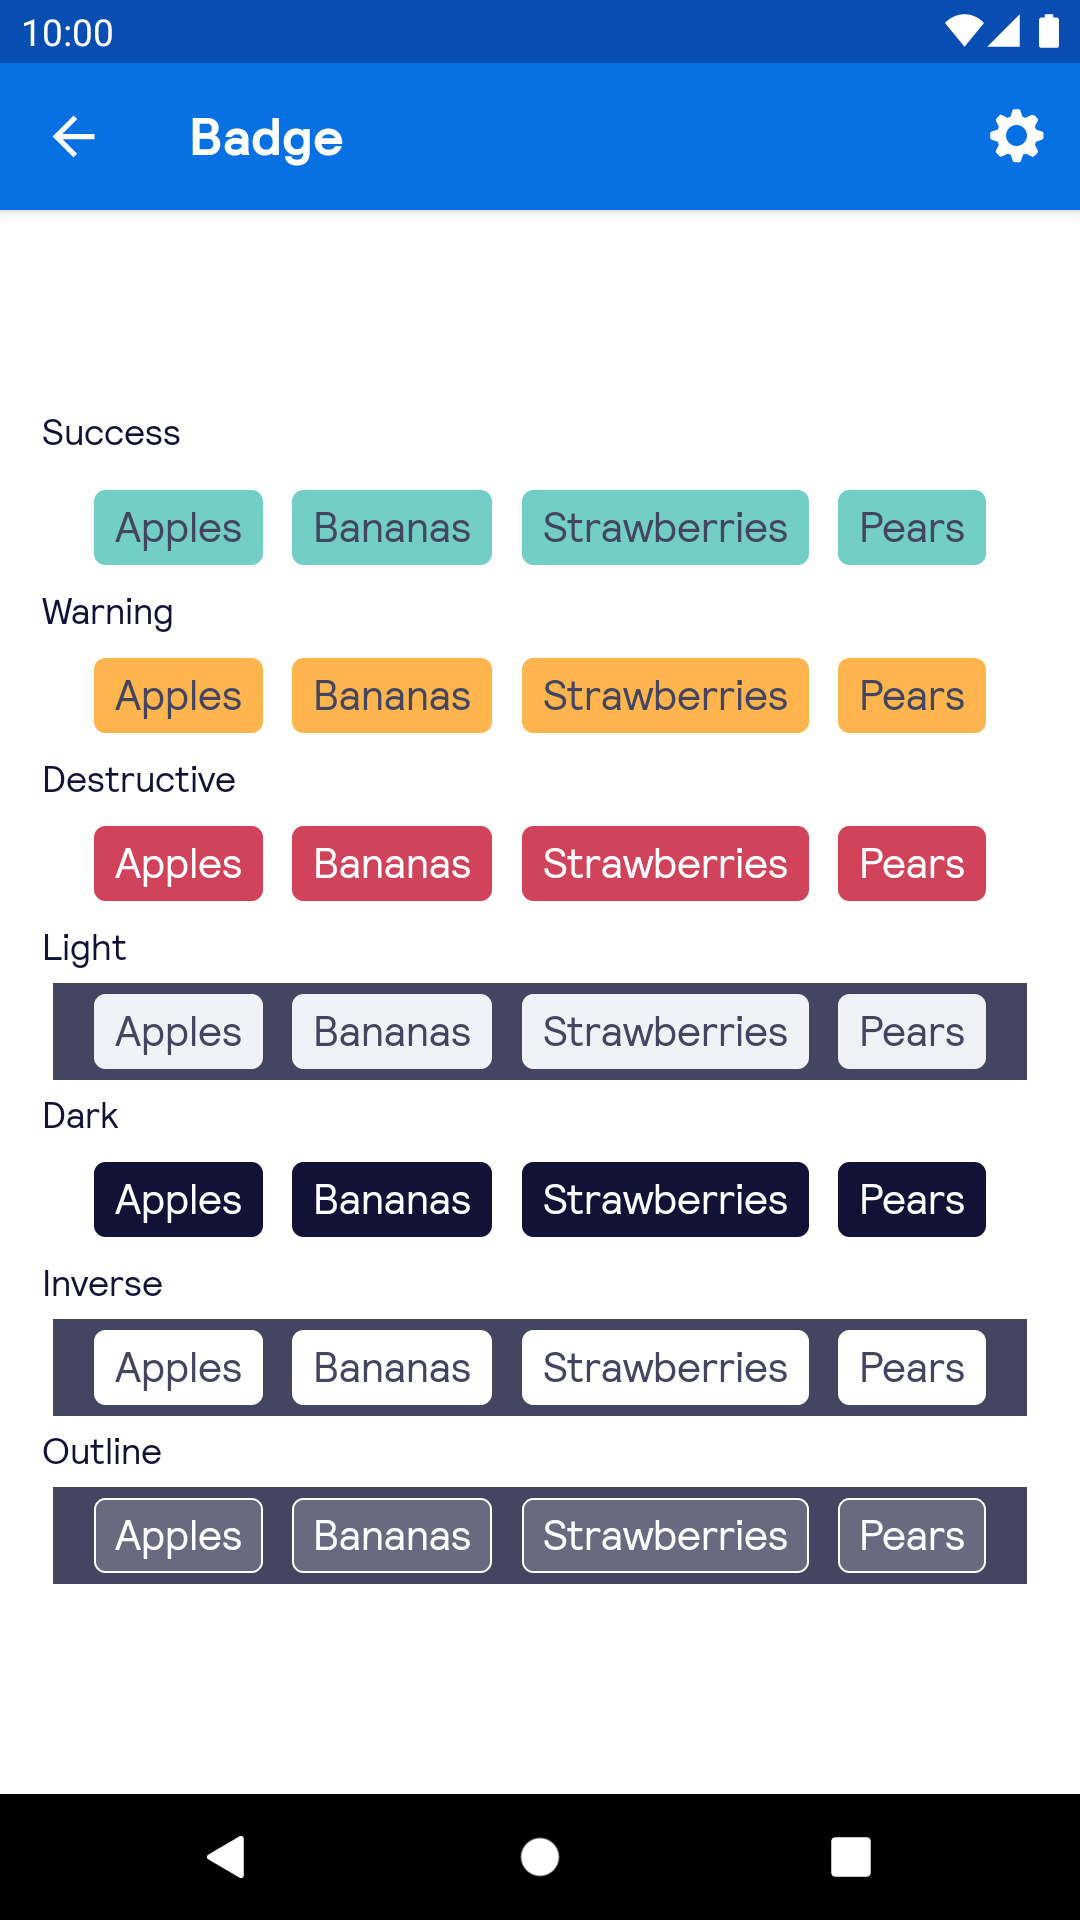 10:00
Badge
Success
Apples Bananas Strawberries Pears
Warning
Apples Bananas Strawberries Pears
Destructive
Apples Bananas Strawberries Pears
Light
Apples Bananas Strawberries Pears
Dark
Apples Bananas Strawberries Pears
Inverse
Apples Bananas Strawberries Pears
Outline
Apples Bananas Strawberries Pears